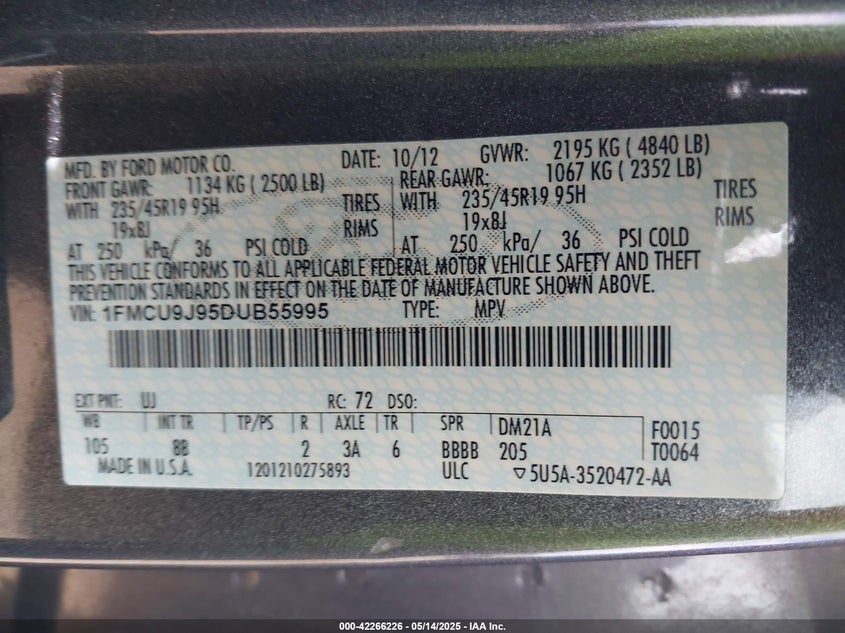 MFD. BY FORD MOTOR CO. DATE: 10/12 GVWR: 2195 KG ( 4840 LB)
FRONT GAWR: 1134 KG ( 2500 LB) REAR GAWR: 1067 KG ( 2352 LB)
WITH 235/45R19 95H TIRES WITH 235/45R19 95H TIRES
19x8J RIMS 19x8J RIMS
AT 250 kPa/ 36 PSI COLD AT 250 kPa/ 36 PSI COLD
THIS VEHICLE CONFORMS TO ALL APPLICABLE FEDERAL MOTOR VEHICLE SAFETY AND THEFT
PREVENTION STANDARDS IN EFFECT ON THE DATE OF MANUFACTURE SHOWN ABOVE.
VIN: 1FMCU9J95DUB55995 TYPE: MPV
EXT PNT: UJ RC: 72 DSO:
WB INT TR TP/PS R AXLE TR SPR DM21A F0015
105 8B 2 3A 6 BBBB 205 T0064
MADE IN U.S.A. 1201210275893 ULC ▽5U5A-3520472-AA
000-42266226 - 05/14/2025 - IAA Inc.